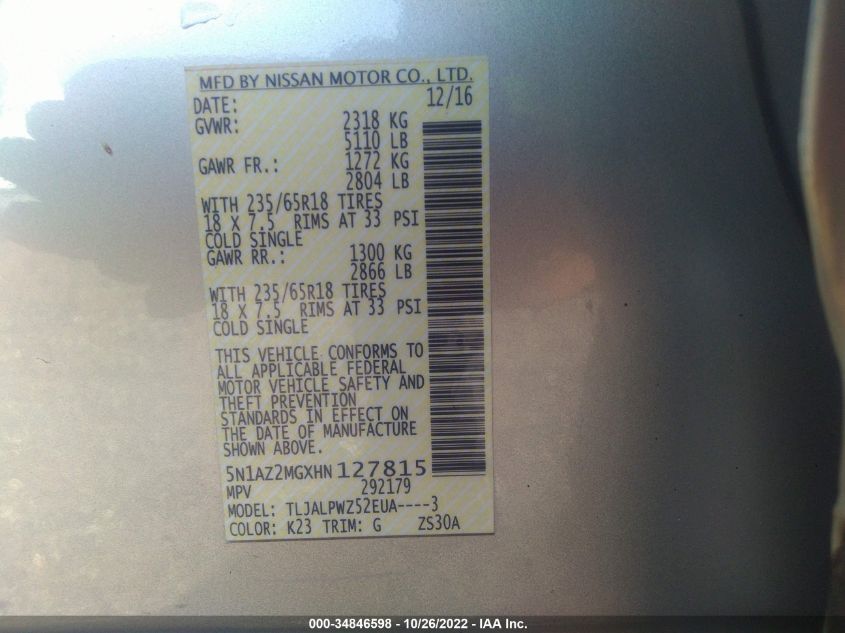 MFD BY NISSAN MOTOR CO., LTD.
DATE: 12/16
GVWR: 2318 KG
5110 LB
GAWR FR.: 1272 KG
2804 LB
WITH 235/65R18 TIRES
18 X 7.5 RIMS AT 33 PSI
COLD SINGLE
GAWR RR.: 1300 KG
2866 LB
WITH 235/65R18 TIRES
18 X 7.5 RIMS AT 33 PSI
COLD SINGLE
THIS VEHICLE CONFORMS TO
ALL APPLICABLE FEDERAL
MOTOR VEHICLE SAFETY AND
THEFT PREVENTION
STANDARDS IN EFFECT ON
THE DATE OF MANUFACTURE
SHOWN ABOVE.
5N1AZ2MGXHN 127815
MPV 292179
MODEL: TLJALPWZ52EUA----3
COLOR: K23 TRIM: G ZS30A
000-34846598 - 10/26/2022 - IAA Inc.